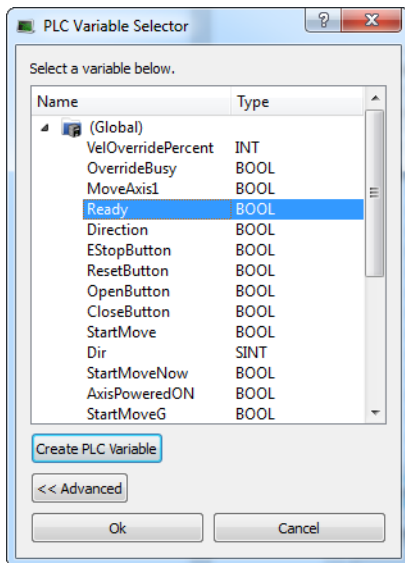 PLC Variable Selector
?
Select a variable below.
Name Type
(Global)
VelOverridePercent INT
OverrideBusy BOOL
MoveAxis1 BOOL
Ready BOOL
Direction BOOL
EStopButton BOOL
ResetButton BOOL
OpenButton BOOL
CloseButton BOOL
StartMove BOOL
Dir SINT
StartMoveNow BOOL
AxisPoweredON BOOL
StartMoveG BOOL
Create PLC Variable
<< Advanced
Ok Cancel